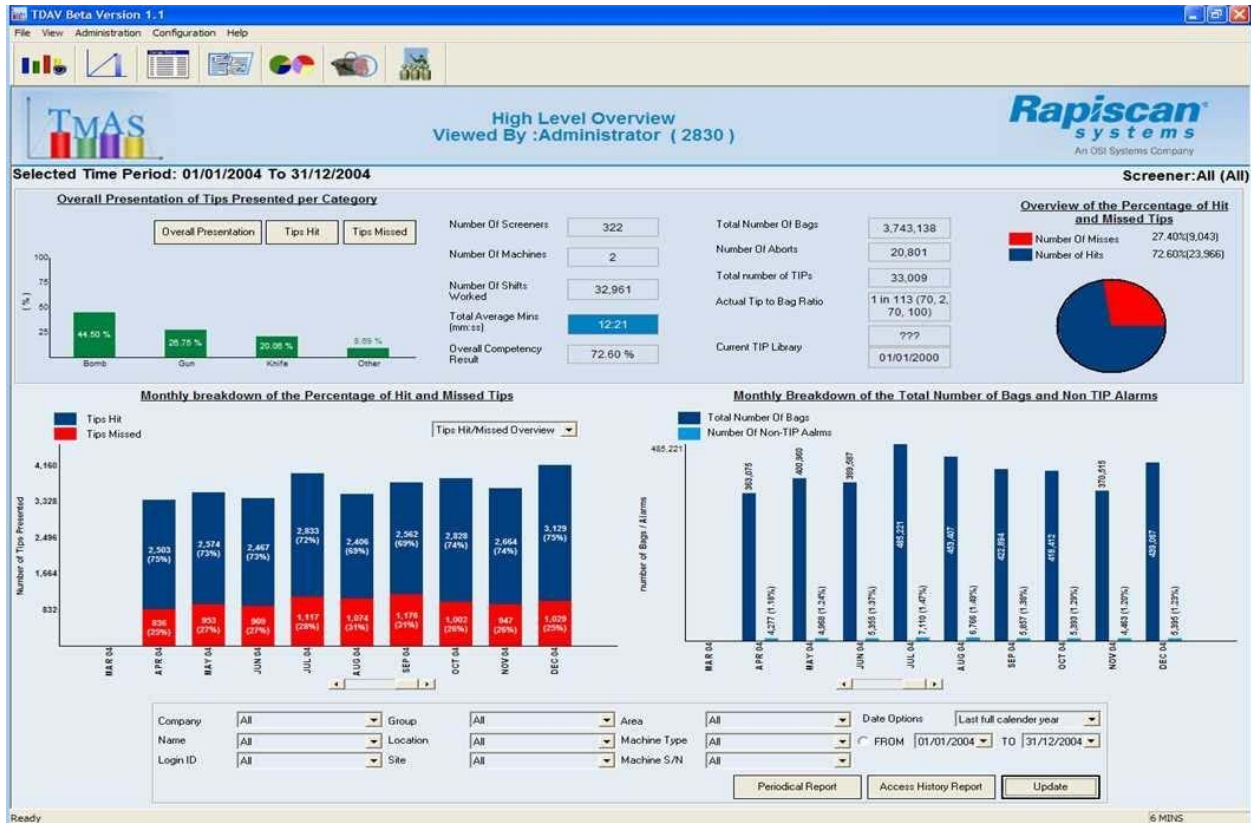 TDAV Beta Version 1.1
File View Administration Configuration Help
TMAS
High Level Overview
Viewed By :Administrator ( 2830 )
Rapiscan
systems
An OSI Systems Company
Selected Time Period: 01/01/2004 To 31/12/2004
Screener:All (All)
Overall Presentation of Tips Presented per Category
Overall Presentation Tips Hit Tips Missed
(%)
100
75
50
25
44.50 % 26.75 % 20.06 %
Bomb Gun Knife Other
Number Of Screeners 322
Number Of Machines 2
Number Of Shifts Worked 32,961
Total Average Mins (mm:ss) 12:21
Overall Competency Result 72.60 %
Total Number Of Bags 3,743,138
Number Of Aborts 20,801
Total number of TIPs 33,009
Actual Tip to Bag Ratio 1 in 113 (70, 2, 70, 100)
Current TIP Library ???
01/01/2000
Overview of the Percentage of Hit and Missed Tips
Number Of Misses 27.40%(9,043)
Number of Hits 72.60%(23,966)
Monthly breakdown of the Percentage of Hit and Missed Tips
Tips Hit
Tips Missed
Tips Hit/Missed Overview
Number of Tips Presented
4,160
3,328
2,496
1,664
832
2,503 (75%) 2,574 (73%) 2,467 (73%) 2,833 (72%) 2,406 (69%) 2,562 (69%) 2,828 (74%) 2,664 (74%) 3,129 (75%)
836 (25%) 953 (27%) 909 (27%) 1,117 (28%) 1,074 (31%) 1,176 (31%) 1,002 (26%) 947 (26%) 1,029 (25%)
MAR 04 APR 04 MAY 04 JUN 04 JUL 04 AUG 04 SEP 04 OCT 04 NOV 04 DEC 04
Monthly Breakdown of the Total Number of Bags and Non TIP Alarms
Total Number Of Bags
Number Of Non-TIP Aalrms
number of Bags / Alarms
485,221
363,075 400,960 389,587 485,221 453,407 422,894 418,412 370,515 439,067
4,277 (1.18%) 4,968 (1.24%) 5,355 (1.37%) 7,110 (1.47%) 6,766 (1.49%) 5,857 (1.38%) 5,393 (1.29%) 4,463 (1.20%) 5,395 (1.23%)
MAR 04 APR 04 MAY 04 JUN 04 JUL 04 AUG 04 SEP 04 OCT 04 NOV 04 DEC 04
Company All Group All Area All Date Options Last full calender year
Name All Location All Machine Type All FROM 01/01/2004 TO 31/12/2004
Login ID All Site All Machine S/N All
Periodical Report Access History Report Update
Ready 6 MINS